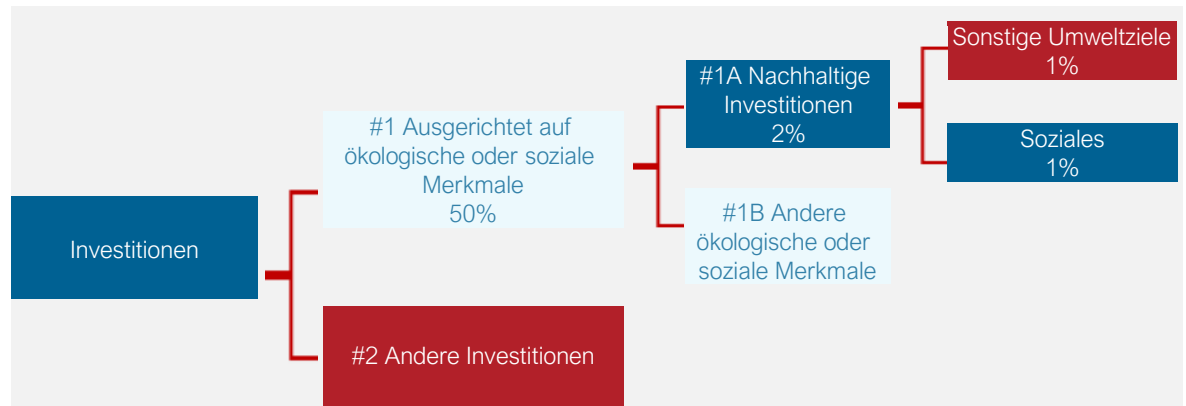 Investitionen
#1 Ausgerichtet auf
ökologische oder soziale
Merkmale
50%
#2 Andere Investitionen
#1A Nachhaltige
Investitionen
2%
#1B Andere
ökologische oder
soziale Merkmale
Sonstige Umweltziele
1%
Soziales
1%